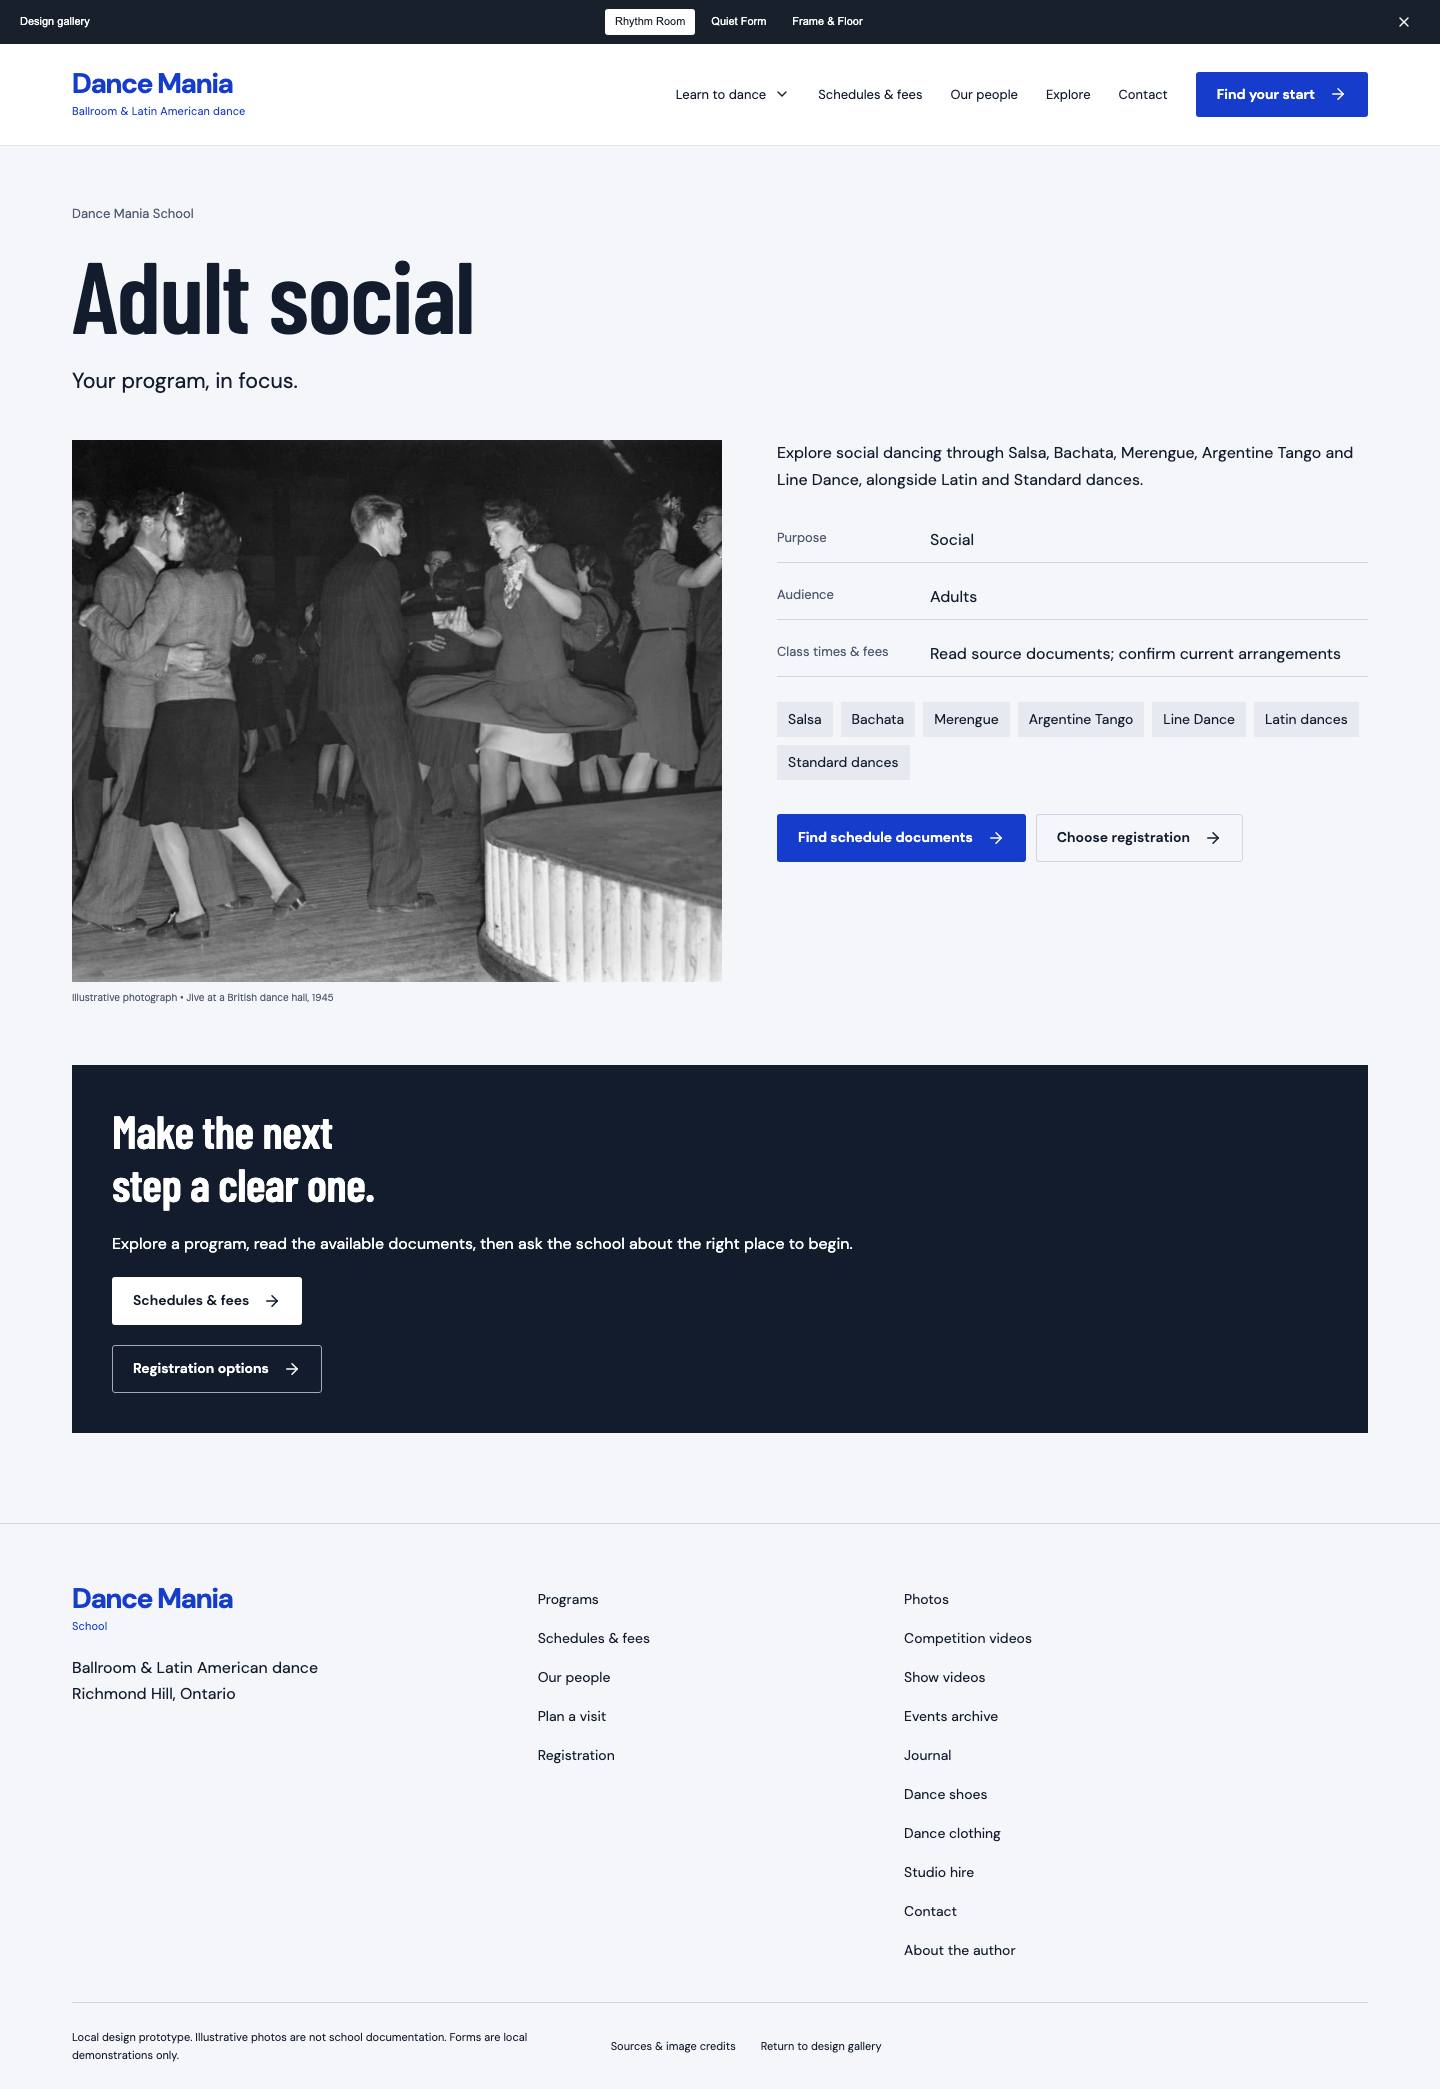 Design gallery
Rhythm Room
Quiet Form
Frame & Floor
Dance Mania
Ballroom & Latin American dance
Learn to dance
Schedules & fees
Our people
Explore
Contact
Find your start
Dance Mania School
Adult social
Your program, in focus.
Explore social dancing through Salsa, Bachata, Merengue, Argentine Tango and
Line Dance, alongside Latin and Standard dances.
Purpose
Social
Audience
Adults
Class times & fees
Read source documents; confirm current arrangements
Salsa
Bachata
Merengue
Argentine Tango
Line Dance
Latin dances
Standard dances
Find schedule documents
Choose registration
Illustrative photograph • Jive at a British dance hall, 1945
Make the next
step a clear one.
Explore a program, read the available documents, then ask the school about the right place to begin.
Schedules & fees
Registration options
Dance Mania
School
Ballroom & Latin American dance
Richmond Hill, Ontario
Programs
Schedules & fees
Our people
Plan a visit
Registration
Photos
Competition videos
Show videos
Events archive
Journal
Dance shoes
Dance clothing
Studio hire
Contact
About the author
Local design prototype. Illustrative photos are not school documentation. Forms are local
demonstrations only.
Sources & image credits
Return to design gallery